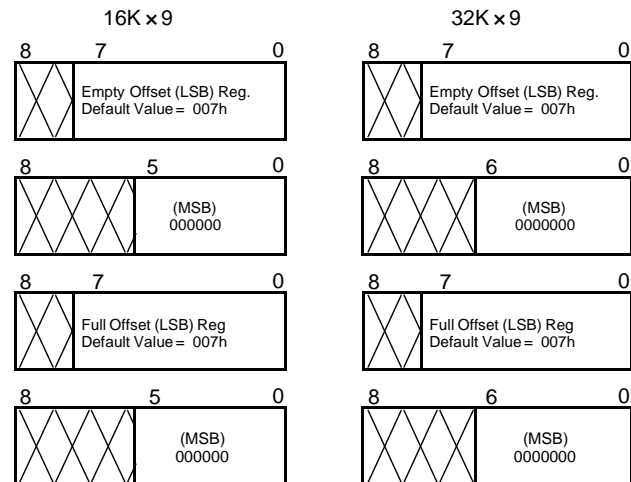 16K × 9
8 7 0
Empty Offset (LSB) Reg.
Default Value = 007h
8 5 0
(MSB)
000000
8 7 0
Full Offset (LSB) Reg
Default Value = 007h
8 5 0
(MSB)
000000
32K × 9
8 7 0
Empty Offset (LSB) Reg.
Default Value = 007h
8 6 0
(MSB)
0000000
8 7 0
Full Offset (LSB) Reg
Default Value = 007h
8 6 0
(MSB)
0000000